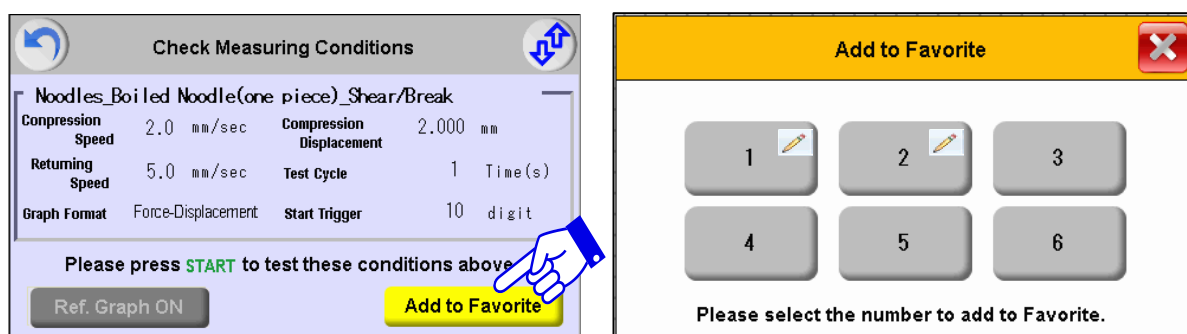 Check Measuring Conditions
Noodles_Boiled Noodle(one piece)_Shear/Break
Conpression Speed 2.0 mm/sec Compression Displacement 2.000 mm
Returning Speed 5.0 mm/sec Test Cycle 1 Time(s)
Graph Format Force-Displacement Start Trigger 10 digit
Please press START to test these conditions above
Ref. Graph ON Add to Favorite
Add to Favorite
1 2 3
4 5 6
Please select the number to add to Favorite.